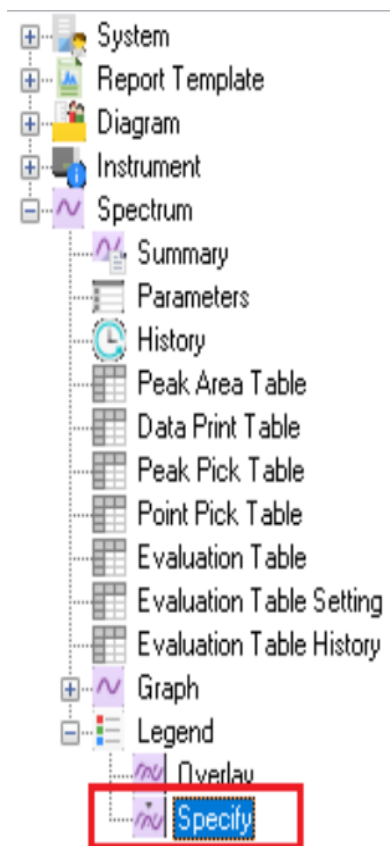 System
Report Template
Diagram
Instrument
Spectrum
Summary
Parameters
History
Peak Area Table
Data Print Table
Peak Pick Table
Point Pick Table
Evaluation Table
Evaluation Table Setting
Evaluation Table History
Graph
Legend
Overlay
Specify